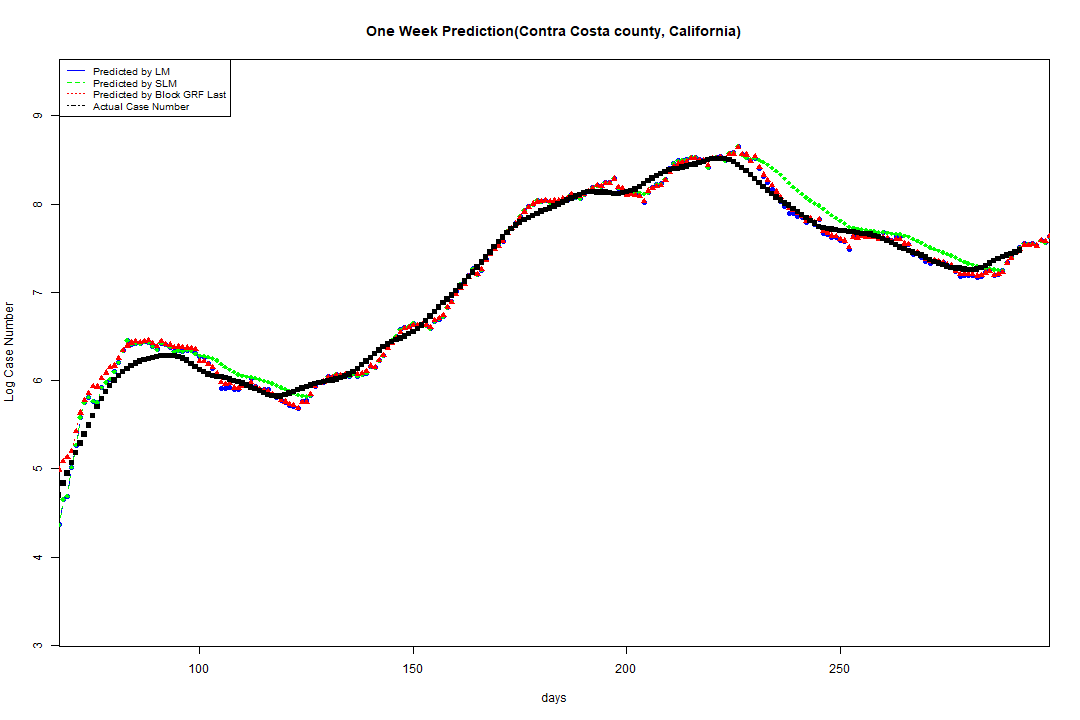 One Week Prediction(Contra Costa county, California)
Predicted by LM
Predicted by SLM
Predicted by Block GRF Last
Actual Case Number
9
8
7
6
5
4
3
Log Case Number
100 150 200 250
days